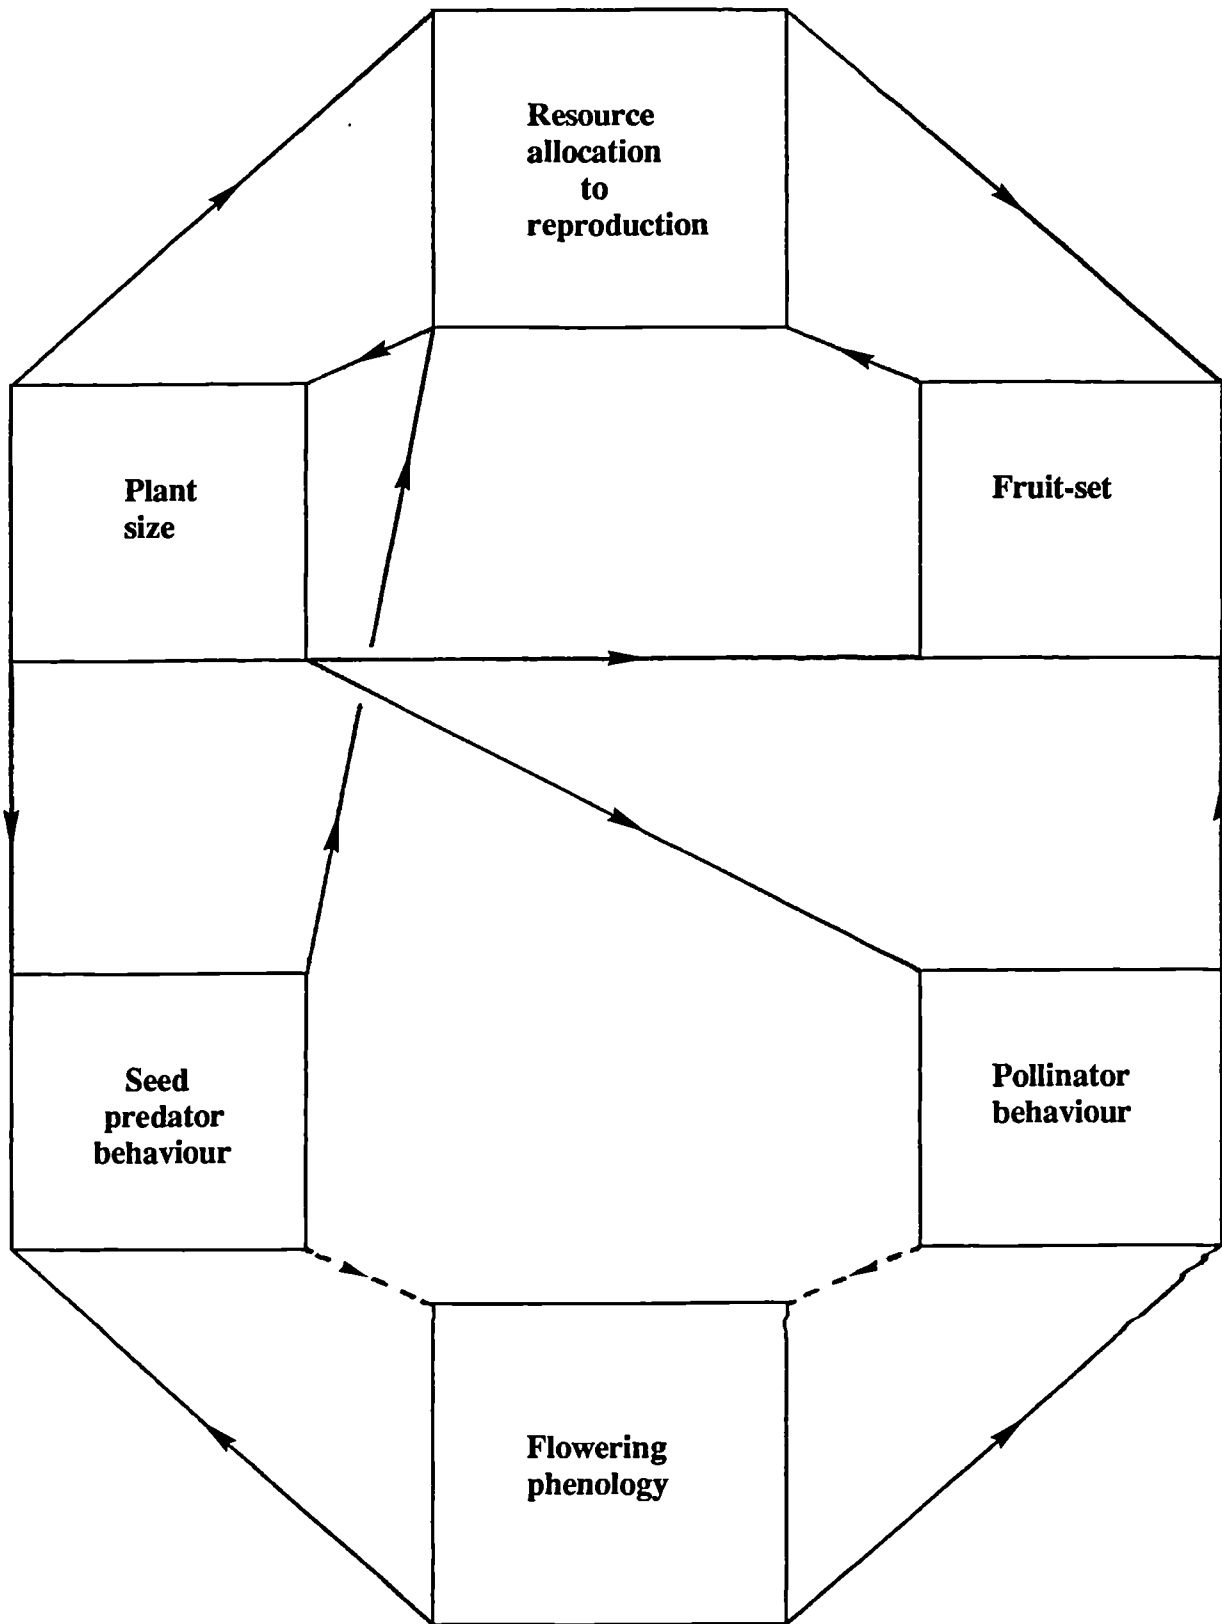 Resource
allocation
to
reproduction
Plant
size
Fruit-set
Seed
predator
behaviour
Pollinator
behaviour
Flowering
phenology